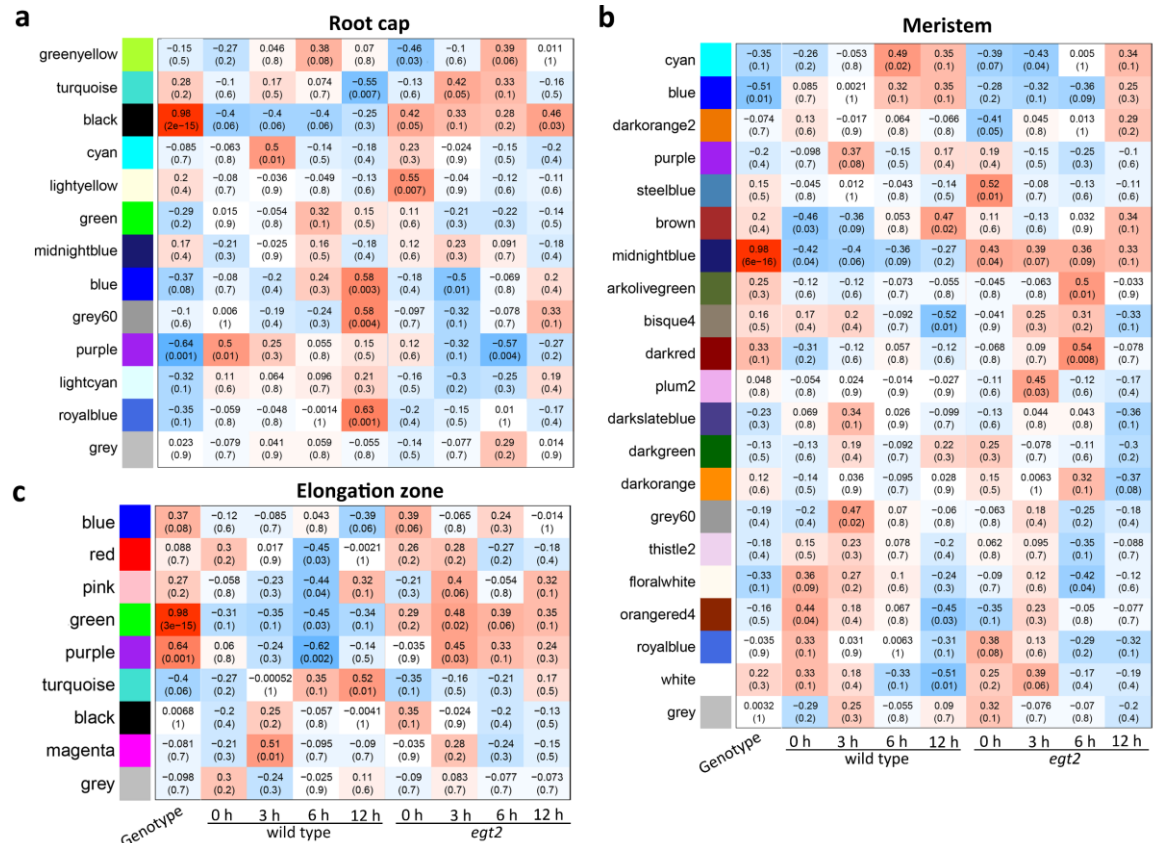 a
Root cap
greenyellow −0.15 −0.27 0.046 0.38 0.07 −0.46 −0.1 0.39 0.011
(0.5) (0.2) (0.8) (0.08) (0.8) (0.03) (0.6) (0.06) (1)
turquoise 0.28 −0.1 0.17 0.074 −0.55 −0.13 0.42 0.33 −0.16
(0.2) (0.6) (0.5) (0.7) (0.007) (0.6) (0.05) (0.1) (0.5)
black 0.98 −0.4 −0.4 −0.4 −0.25 0.42 0.33 0.28 0.46
(2e−15) (0.06) (0.06) (0.06) (0.3) (0.05) (0.1) (0.2) (0.03)
cyan −0.085 −0.063 0.5 −0.14 −0.18 0.23 −0.024 −0.15 −0.2
(0.7) (0.8) (0.01) (0.5) (0.4) (0.3) (0.9) (0.5) (0.4)
lightyellow 0.2 −0.08 −0.036 −0.049 −0.13 0.55 −0.04 −0.12 −0.11
(0.4) (0.7) (0.9) (0.8) (0.6) (0.007) (0.9) (0.6) (0.6)
green −0.29 0.015 −0.054 0.32 0.15 0.11 −0.21 −0.22 −0.14
(0.2) (0.9) (0.8) (0.1) (0.5) (0.6) (0.3) (0.3) (0.5)
midnightblue 0.17 −0.21 −0.025 0.16 −0.18 0.12 0.23 0.091 −0.18
(0.4) (0.3) (0.9) (0.5) (0.4) (0.6) (0.3) (0.7) (0.4)
blue −0.37 −0.08 −0.2 0.24 0.58 −0.18 −0.5 −0.069 0.2
(0.08) (0.7) (0.4) (0.3) (0.003) (0.4) (0.01) (0.8) (0.4)
grey60 −0.1 0.006 −0.19 −0.24 0.58 −0.097 −0.32 −0.078 0.33
(0.6) (1) (0.4) (0.3) (0.004) (0.7) (0.1) (0.7) (0.1)
purple −0.64 0.5 0.25 0.055 0.15 0.12 −0.32 −0.57 −0.27
(0.001) (0.01) (0.3) (0.8) (0.5) (0.6) (0.1) (0.004) (0.2)
lightcyan −0.32 0.11 0.064 0.096 0.21 −0.16 −0.3 −0.25 0.19
(0.1) (0.6) (0.8) (0.7) (0.3) (0.5) (0.2) (0.3) (0.4)
royalblue −0.35 −0.059 −0.048 −0.0014 0.63 −0.2 −0.15 0.01 −0.17
(0.1) (0.8) (0.8) (1) (0.001) (0.4) (0.5) (1) (0.4)
grey 0.023 −0.079 0.041 0.059 −0.055 −0.14 −0.077 0.29 0.014
(0.9) (0.7) (0.9) (0.8) (0.8) (0.5) (0.7) (0.2) (0.9)
c
Elongation zone
blue 0.37 −0.12 −0.085 0.043 −0.39 0.39 −0.065 0.24 −0.014
(0.08) (0.6) (0.7) (0.8) (0.06) (0.06) (0.8) (0.3) (1)
red 0.088 0.3 0.017 −0.45 −0.0021 0.26 0.28 −0.27 −0.18
(0.7) (0.2) (0.9) (0.03) (1) (0.2) (0.2) (0.2) (0.4)
pink 0.27 −0.058 −0.23 −0.44 0.32 −0.21 0.4 −0.054 0.32
(0.2) (0.8) (0.3) (0.04) (0.1) (0.3) (0.06) (0.8) (0.1)
green 0.98 −0.31 −0.35 −0.45 −0.34 0.29 0.48 0.39 0.35
(3e−15) (0.1) (0.1) (0.03) (0.1) (0.2) (0.02) (0.06) (0.1)
purple 0.64 0.06 −0.24 −0.62 −0.14 −0.035 0.45 0.33 0.24
(0.001) (0.8) (0.3) (0.002) (0.5) (0.9) (0.03) (0.1) (0.3)
turquoise −0.4 −0.27 −0.00052 0.35 0.52 −0.35 −0.16 −0.21 0.17
(0.06) (0.2) (1) (0.1) (0.01) (0.1) (0.5) (0.3) (0.5)
black 0.0068 −0.2 0.25 −0.057 −0.0041 0.35 −0.024 −0.2 −0.13
(1) (0.4) (0.2) (0.8) (1) (0.1) (0.9) (0.4) (0.5)
magenta −0.081 −0.21 0.51 −0.095 −0.09 −0.035 0.28 −0.24 −0.15
(0.7) (0.3) (0.01) (0.7) (0.7) (0.9) (0.2) (0.3) (0.5)
grey −0.098 0.3 −0.24 −0.025 0.11 −0.09 0.083 −0.077 −0.073
(0.7) (0.2) (0.3) (0.9) (0.6) (0.7) (0.7) (0.7) (0.7)
Genotype 0 h 3 h 6 h 12 h 0 h 3 h 6 h 12 h
wild type egt2
b
Meristem
cyan −0.35 −0.26 −0.053 0.49 0.35 −0.39 −0.43 0.005 0.34
(0.1) (0.2) (0.8) (0.02) (0.1) (0.07) (0.04) (1) (0.1)
blue −0.51 0.085 0.0021 0.32 0.35 −0.28 −0.32 −0.36 0.25
(0.01) (0.7) (1) (0.1) (0.1) (0.2) (0.1) (0.09) (0.3)
darkorange2 −0.074 0.13 −0.017 0.064 −0.066 −0.41 0.045 0.013 0.29
(0.7) (0.6) (0.9) (0.8) (0.8) (0.05) (0.8) (1) (0.2)
purple −0.2 −0.098 0.37 −0.15 0.17 0.19 −0.15 −0.25 −0.1
(0.4) (0.7) (0.08) (0.5) (0.4) (0.4) (0.5) (0.3) (0.6)
steelblue 0.15 −0.045 0.012 −0.043 −0.14 0.52 −0.08 −0.13 −0.11
(0.5) (0.8) (1) (0.8) (0.5) (0.01) (0.7) (0.6) (0.6)
brown 0.2 −0.46 −0.36 0.053 0.47 0.11 −0.13 0.032 0.34
(0.4) (0.03) (0.09) (0.8) (0.02) (0.6) (0.6) (0.9) (0.1)
midnightblue 0.98 −0.42 −0.4 −0.36 −0.27 0.43 0.39 0.36 0.33
(6e−16) (0.04) (0.06) (0.09) (0.2) (0.04) (0.07) (0.09) (0.1)
arkolivegreen 0.25 −0.12 −0.12 −0.073 −0.055 −0.045 −0.063 0.5 −0.033
(0.3) (0.6) (0.6) (0.7) (0.8) (0.8) (0.8) (0.01) (0.9)
bisque4 0.16 0.17 0.2 −0.092 −0.52 −0.041 0.25 0.31 −0.33
(0.5) (0.4) (0.4) (0.7) (0.01) (0.9) (0.3) (0.2) (0.1)
darkred 0.33 −0.31 −0.12 0.057 −0.12 −0.068 0.09 0.54 −0.078
(0.1) (0.2) (0.6) (0.8) (0.6) (0.8) (0.7) (0.008) (0.7)
plum2 0.048 −0.054 0.024 −0.014 −0.027 −0.11 0.45 −0.12 −0.17
(0.8) (0.8) (0.9) (0.9) (0.9) (0.6) (0.03) (0.6) (0.4)
darkslateblue −0.23 0.069 0.34 0.026 −0.099 −0.13 0.044 0.043 −0.36
(0.3) (0.8) (0.1) (0.9) (0.7) (0.6) (0.8) (0.8) (0.1)
darkgreen −0.13 −0.13 0.19 −0.092 0.22 0.25 −0.078 −0.11 −0.3
(0.5) (0.6) (0.4) (0.7) (0.3) (0.3) (0.7) (0.6) (0.2)
darkorange 0.12 −0.14 0.036 −0.095 −0.028 0.15 0.0063 0.32 −0.37
(0.6) (0.5) (0.9) (0.7) (0.9) (0.5) (1) (0.1) (0.08)
grey60 −0.19 −0.2 0.47 0.07 −0.06 −0.063 0.18 −0.25 −0.18
(0.4) (0.4) (0.02) (0.8) (0.8) (0.8) (0.4) (0.2) (0.4)
thistle2 −0.18 0.15 0.23 0.078 −0.2 0.062 0.095 −0.35 −0.088
(0.4) (0.5) (0.3) (0.7) (0.4) (0.8) (0.7) (0.1) (0.7)
floralwhite −0.33 0.36 0.27 0.1 −0.24 −0.09 0.12 −0.42 −0.12
(0.1) (0.09) (0.2) (0.6) (0.3) (0.7) (0.6) (0.04) (0.6)
orangered4 −0.16 0.44 0.18 0.067 −0.45 −0.35 0.23 −0.05 −0.077
(0.5) (0.04) (0.4) (0.8) (0.03) (0.1) (0.3) (0.8) (0.7)
royalblue −0.035 0.33 0.031 0.0063 −0.31 0.38 0.13 −0.29 −0.32
(0.9) (0.1) (0.9) (1) (0.1) (0.08) (0.6) (0.2) (0.1)
white 0.22 0.33 0.18 −0.33 −0.51 0.25 0.39 −0.17 −0.19
(0.3) (0.1) (0.4) (0.1) (0.01) (0.2) (0.06) (0.4) (0.4)
grey 0.0032 −0.29 0.25 −0.055 0.09 0.32 −0.076 −0.07 −0.2
(1) (0.2) (0.3) (0.8) (0.7) (0.1) (0.7) (0.8) (0.4)
Genotype 0 h 3 h 6 h 12 h 0 h 3 h 6 h 12 h
wild type egt2